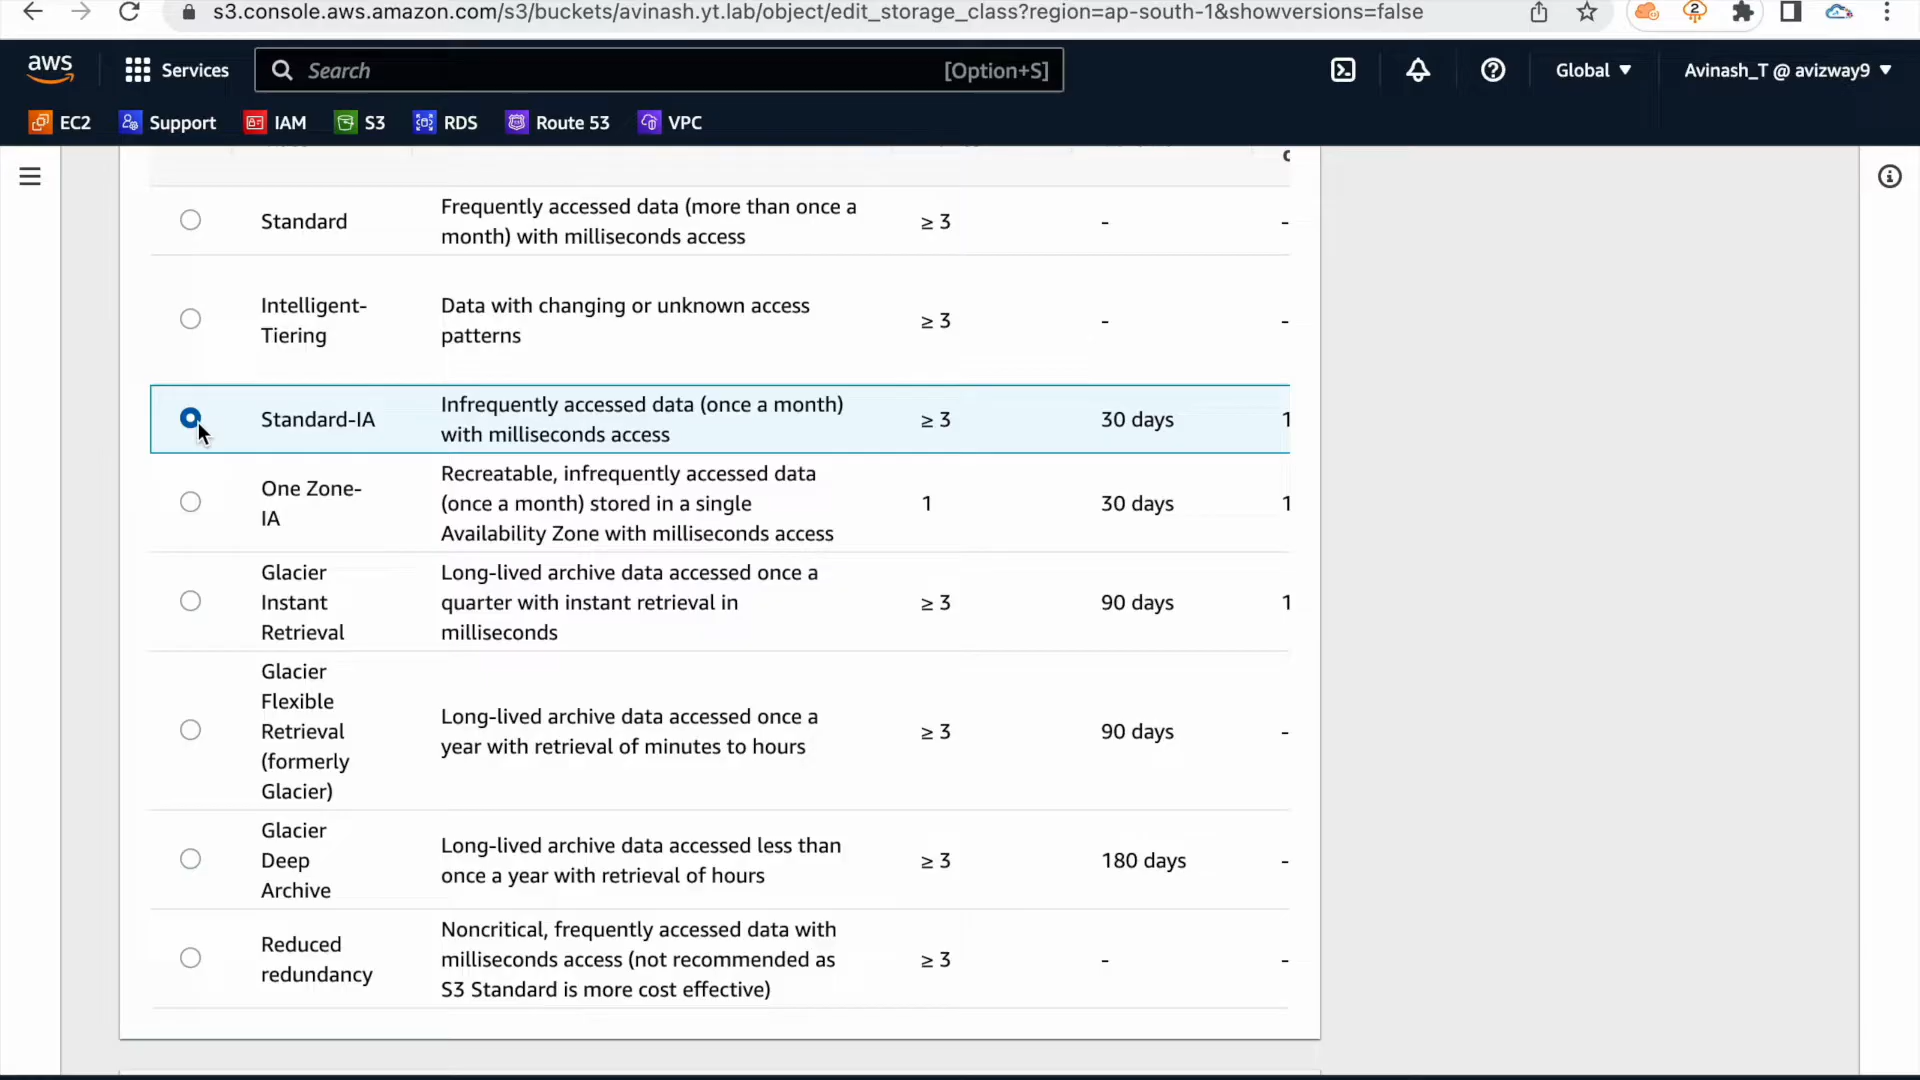 s3.console.aws.amazon.com/s3/buckets/avinash.yt.lab/object/edit_storage_class?region=ap-south-1&showversions=false
2
aws
Services
Search
[Option+S]
Global
Avinash_T @ avizway9
EC2
Support
IAM
S3
RDS
Route 53
VPC
Standard
Frequently accessed data (more than once a
month) with milliseconds access
≥ 3
-
-
Intelligent-
Tiering
Data with changing or unknown access
patterns
≥ 3
-
-
Standard-IA
Infrequently accessed data (once a month)
with milliseconds access
≥ 3
30 days
1
One Zone-
IA
Recreatable, infrequently accessed data
(once a month) stored in a single
Availability Zone with milliseconds access
1
30 days
1
Glacier
Instant
Retrieval
Long-lived archive data accessed once a
quarter with instant retrieval in
milliseconds
≥ 3
90 days
1
Glacier
Flexible
Retrieval
(formerly
Glacier)
Long-lived archive data accessed once a
year with retrieval of minutes to hours
≥ 3
90 days
-
Glacier
Deep
Archive
Long-lived archive data accessed less than
once a year with retrieval of hours
≥ 3
180 days
-
Reduced
redundancy
Noncritical, frequently accessed data with
milliseconds access (not recommended as
S3 Standard is more cost effective)
≥ 3
-
-